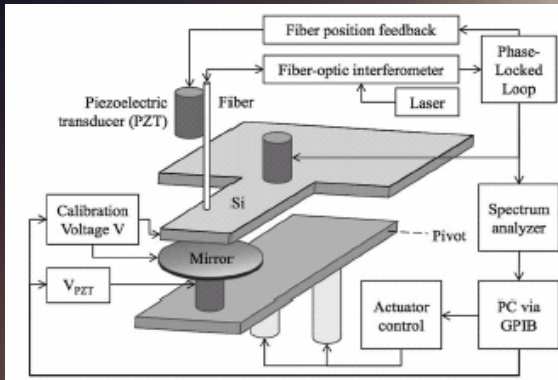 Fiber position feedback
Fiber-optic interferometer
Phase-
Locked
Loop
Piezoelectric
transducer (PZT)
Fiber
Laser
Si
Calibration
Voltage V
Mirror
Pivot
Spectrum
analyzer
VPZT
Actuator
control
PC via
GPIB